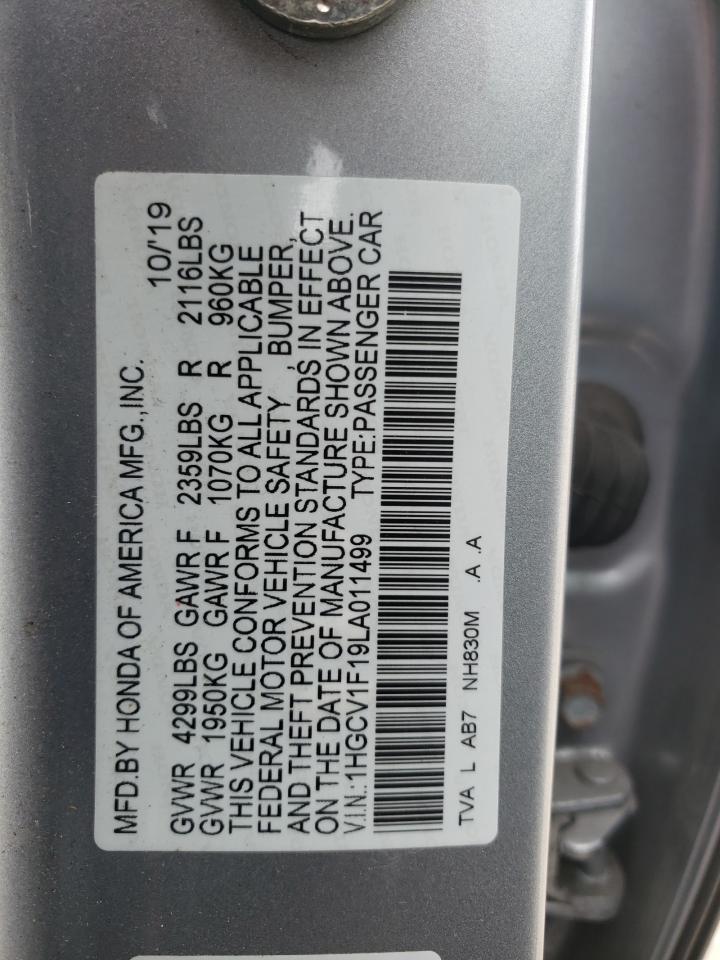 MFD.BY HONDA OF AMERICA MFG.,INC. 10/'19
GVWR 4299LBS GAWR F 2359LBS R 2116LBS
GVWR 1950KG GAWR F 1070KG R 960KG
THIS VEHICLE CONFORMS TO ALL APPLICABLE
FEDERAL MOTOR VEHICLE SAFETY , BUMPER,
AND THEFT PREVENTION STANDARDS IN EFFECT
ON THE DATE OF MANUFACTURE SHOWN ABOVE.
V.I.N.:1HGCV1F19LA011499 TYPE:PASSENGER CAR
TVA L AB7 NH830M .A .A